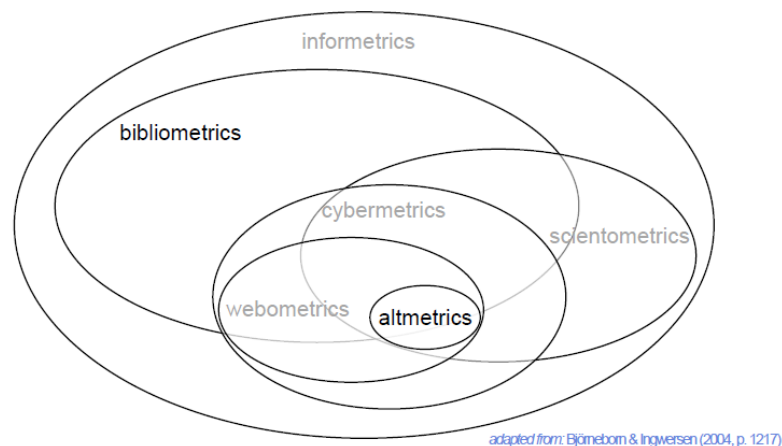 informetrics
bibliometrics
cybermetrics
scientometrics
webometrics
altmetrics
adapted from: Björneborn & Ingwersen (2004, p. 1217)